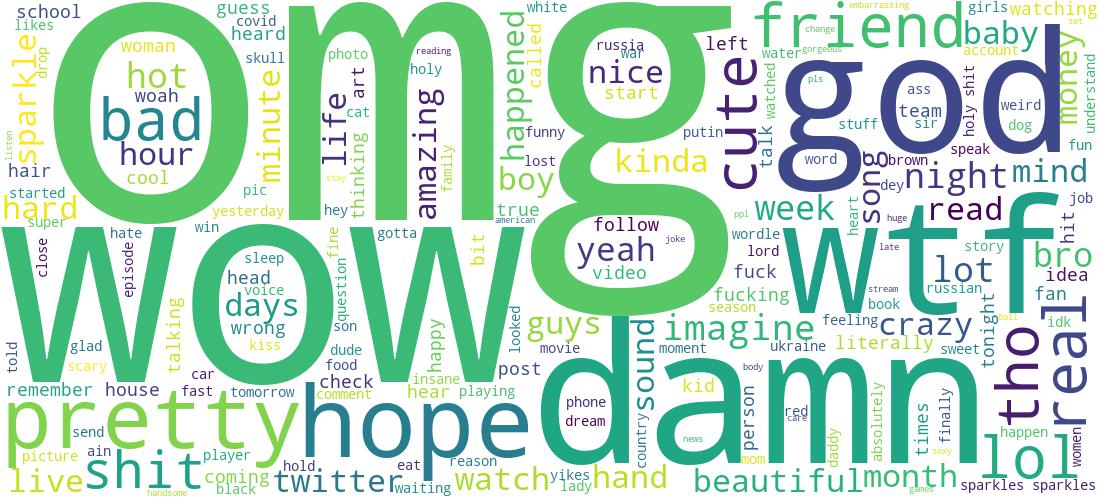 omg
wow
god
wtf
damn
pretty
hope
shit
friend
cute
real
tho
lol
bad
hot
woman
woah
hour
cool
school
likes
guess
covid
heard
skull
sparkle
drop
listen
hair
started
hard
super
minute
pic
yesterday
win
photo
reading
holy
art
cat
life
thinking
amazing
family
stay
hey
happened
called
white
funny
lost
boy
true
american
russia
war
nice
start
left
putin
kinda
follow
yeah
joke
video
embarrassing
change
gorgeous
pls
water
watched
talk
girls
watching
baby
set
account
money
understand
ass
team
sir
holy shit
weird
dog
stuff
speak
fun
word
brown
dey
night
mind
song
job
hit
ppl
week
heart
huge
read
wordle
lord
fuck
late
lot
story
bro
idea
russian
stream
book
fan
fucking
season
feeling
crazy
tonight
ball
idk
close
hate
episode
told
glad
scary
talking
sleep
head
voice
days
wrong
kiss
fine
question
son
gotta
bit
happy
looked
dude
food
check
comment
insane
hear
playing
post
car
fast
tomorrow
remember
house
guys
movie
sound
imagine
moment
ukraine
literally
sweet
phone
dream
kid
body
person
red
care
news
country
mom
daddy
absolutely
times
finally
sexy
happen
women
send
ain
player
picture
live
coming
black
handsome
hold
eat
twitter
waiting
reason
watch
yikes
lady
hand
beautiful
month
games
sparkles sparkles